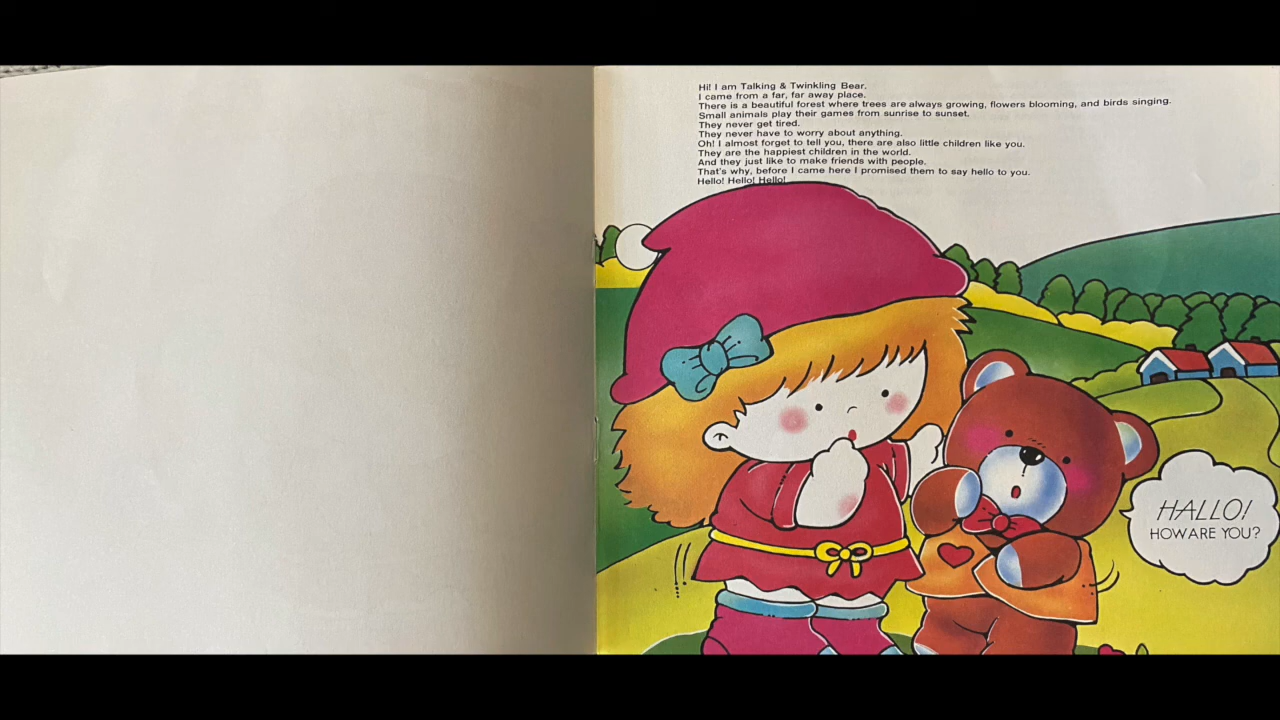 Hi! I am Talking & Twinkling Bear.
I came from a far, far away place.
There is a beautiful forest where trees are always growing, flowers blooming, and birds singing.
Small animals play their games from sunrise to sunset.
They never get tired.
They never have to worry about anything.
Oh! I almost forget to tell you, there are also little children like you.
They are the happiest children in the world.
And they just like to make friends with people.
That's why, before I came here I promised them to say hello to you.
Hello! Hello! Hello!
HALLO!
HOW ARE YOU?